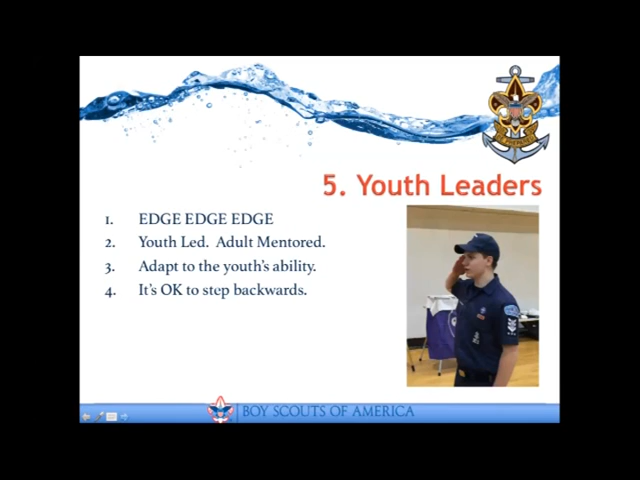 5. Youth Leaders
1. EDGE EDGE EDGE
2. Youth Led. Adult Mentored.
3. Adapt to the youth's ability.
4. It's OK to step backwards.
BOY SCOUTS OF AMERICA